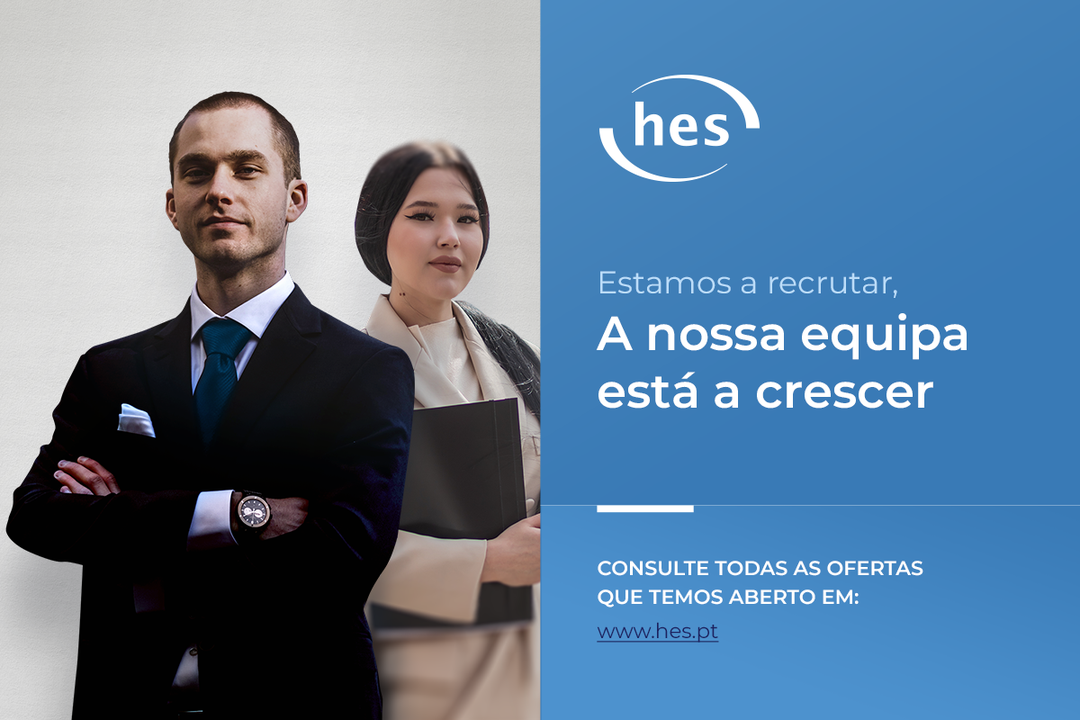 hes
Estamos a recrutar,
A nossa equipa
está a crescer
CONSULTE TODAS AS OFERTAS
QUE TEMOS ABERTO EM:
www.hes.pt